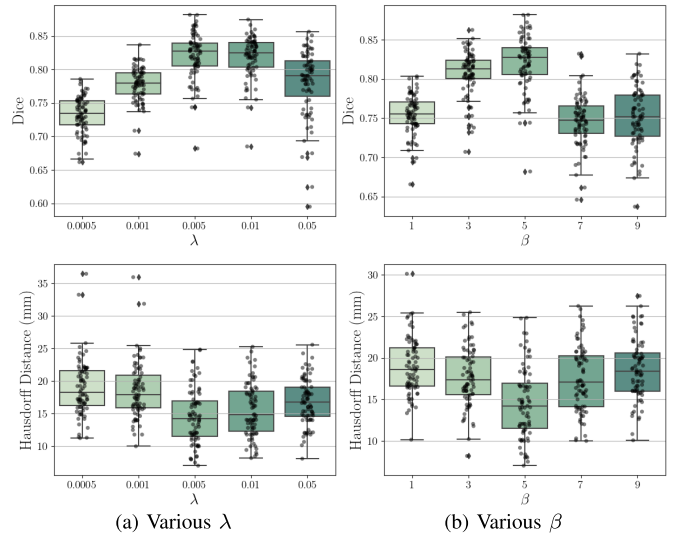 Dice
0.85
0.80
0.75
0.70
0.65
0.60
0.0005 0.001 0.005 0.01 0.05
λ
Dice
0.85
0.80
0.75
0.70
0.65
1 3 5 7 9
β
Hausdorff Distance (mm)
35
30
25
20
15
10
0.0005 0.001 0.005 0.01 0.05
λ
Hausdorff Distance (mm)
30
25
20
15
10
1 3 5 7 9
β
(a) Various λ
(b) Various β